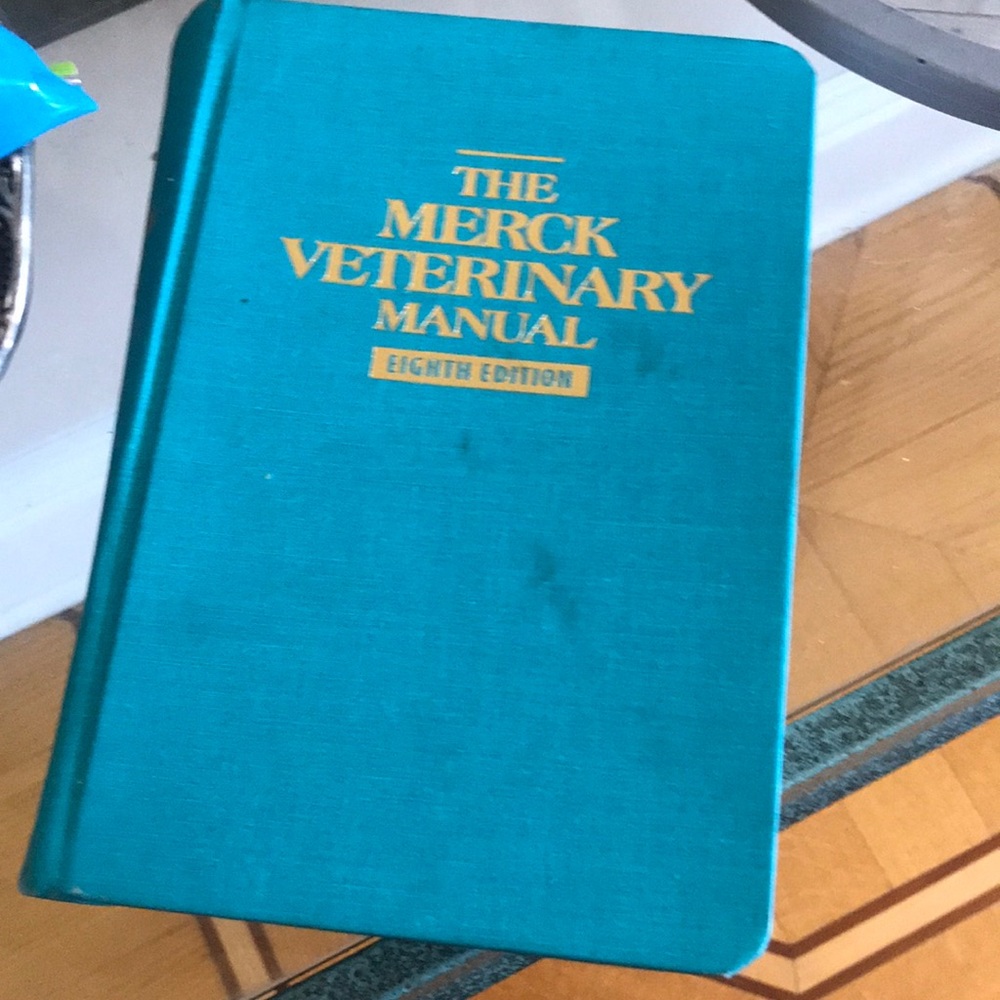 THE
MERCK
VETERINARY
MANUAL
EIGHTH EDITION